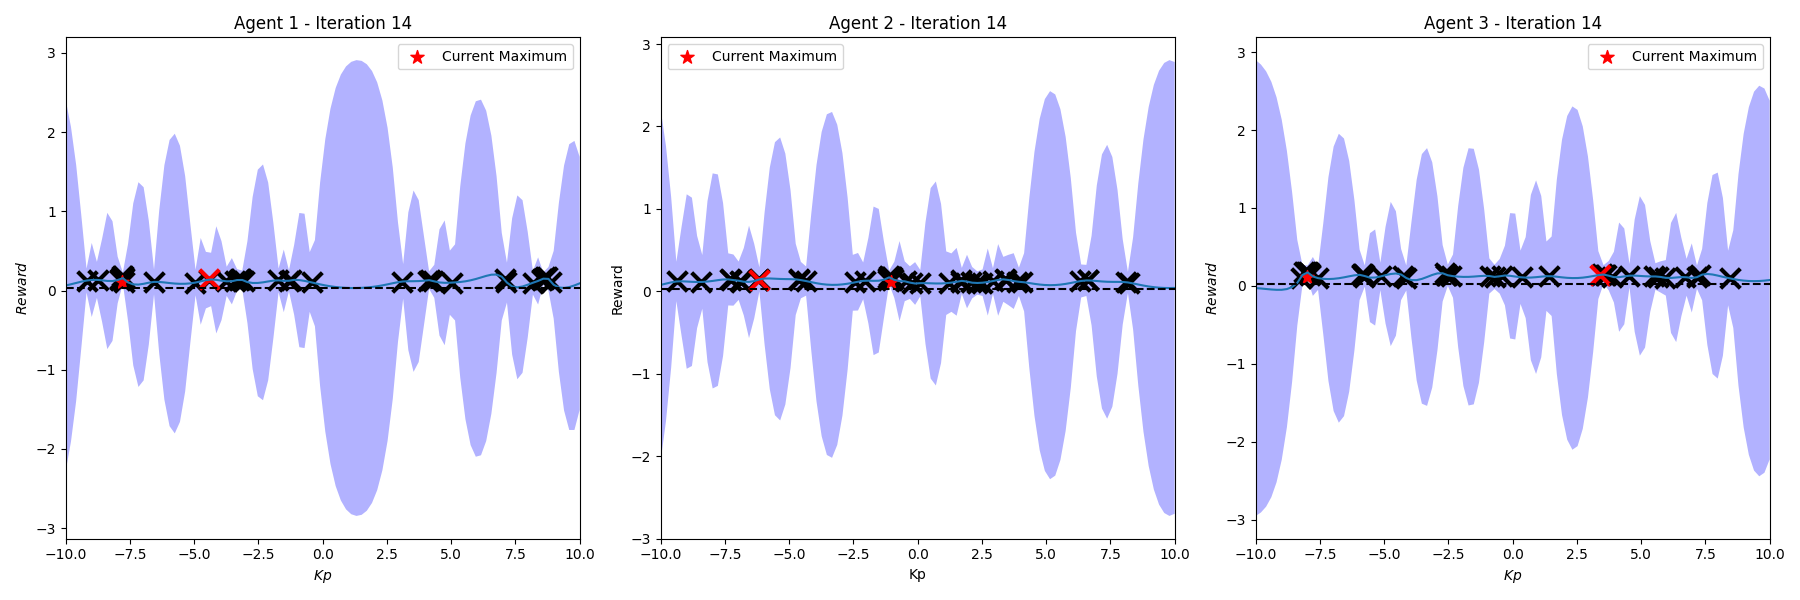 Agent 1 - Iteration 14
Current Maximum
3
2
1
0
−1
−2
−3
Reward
−10.0 −7.5 −5.0 −2.5 0.0 2.5 5.0 7.5 10.0
Kp
Agent 2 - Iteration 14
Current Maximum
3
2
1
0
−1
−2
−3
Reward
−10.0 −7.5 −5.0 −2.5 0.0 2.5 5.0 7.5 10.0
Kp
Agent 3 - Iteration 14
Current Maximum
3
2
1
0
−1
−2
−3
Reward
−10.0 −7.5 −5.0 −2.5 0.0 2.5 5.0 7.5 10.0
Kp